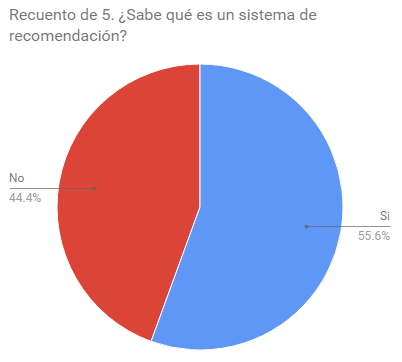 Recuento de 5. ¿Sabe qué es un sistema de
recomendación?
No
44.4%
Si
55.6%